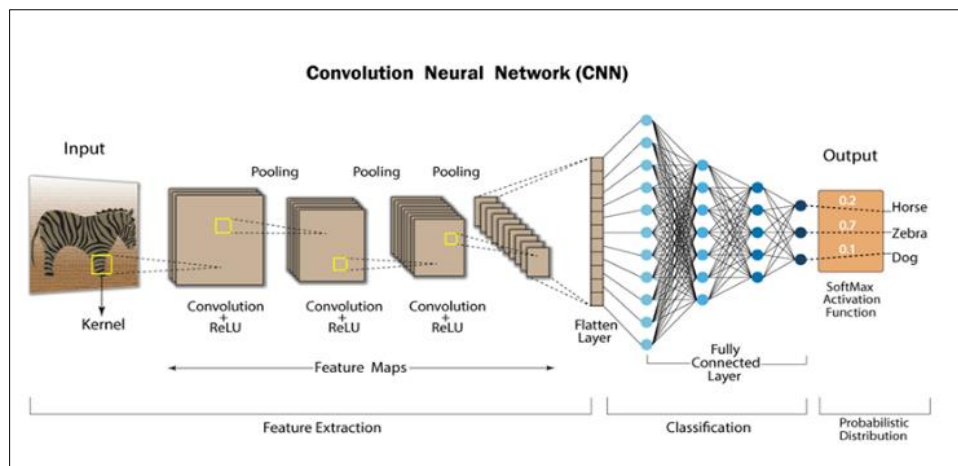 Convolution Neural Network (CNN)
Input
Kernel
Pooling
Pooling
Pooling
Convolution
+
ReLU
Convolution
+
ReLU
Convolution
+
ReLU
Feature Maps
Flatten
Layer
Fully
Connected
Layer
Output
0.2
0.7
0.1
Horse
Zebra
Dog
SoftMax
Activation
Function
Feature Extraction
Classification
Probabilistic
Distribution